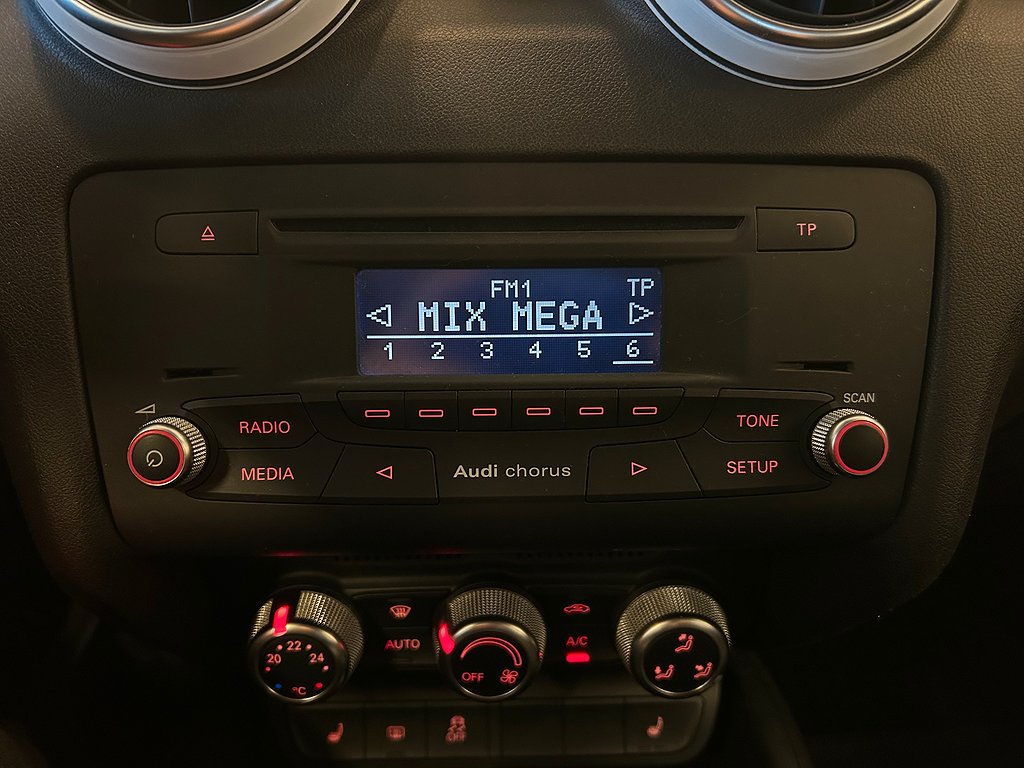 TP
FM1 TP
MIX MEGA
1 2 3 4 5 6
SCAN
RADIO
TONE
MEDIA
Audi chorus
SETUP
AUTO
A/C
20 22 24
°C
OFF
OFF